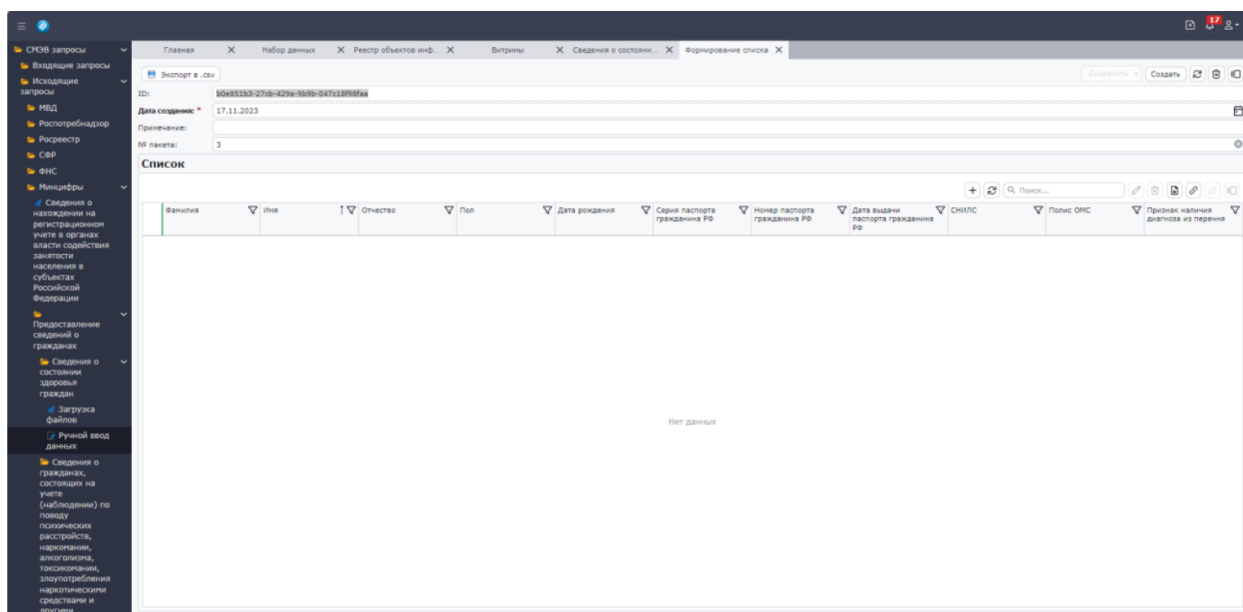 17
СМЭВ запросы
Входящие запросы
Исходящие
запросы
МВД
Роспотребнадзор
Росреестр
СФР
ФНС
Минцифры
Сведения о
нахождении на
регистрационном
учете в органах
власти содействия
занятости
населения в
субъектах
Российской
Федерации
Предоставление
сведений о
гражданах
Сведения о
состоянии
здоровья
граждан
Загрузка
файлов
Ручной ввод
данных
Сведения о
гражданах,
состоящих на
учете
(наблюдении) по
поводу
психических
расстройств,
наркомании,
алкоголизма,
токсикомании,
злоупотребления
наркотическими
средствами и
другими
Главная Набор данных Реестр объектов инф... Витрины Сведения о состояни... Формирование списка
Экспорт в .csv Сохранить Создать
ID: b0e851b3-27cb-429a-9b9b-047c18f98faa
Дата создания: * 17.11.2023
Примечание:
№ пакета: 3
Список
Поиск...
Фамилия Имя Отчество Пол Дата рождения Серия паспорта гражданина РФ Номер паспорта гражданина РФ Дата выдачи паспорта гражданина РФ СНИЛС Полис ОМС Признак наличия диагноза из перечня
Нет данных